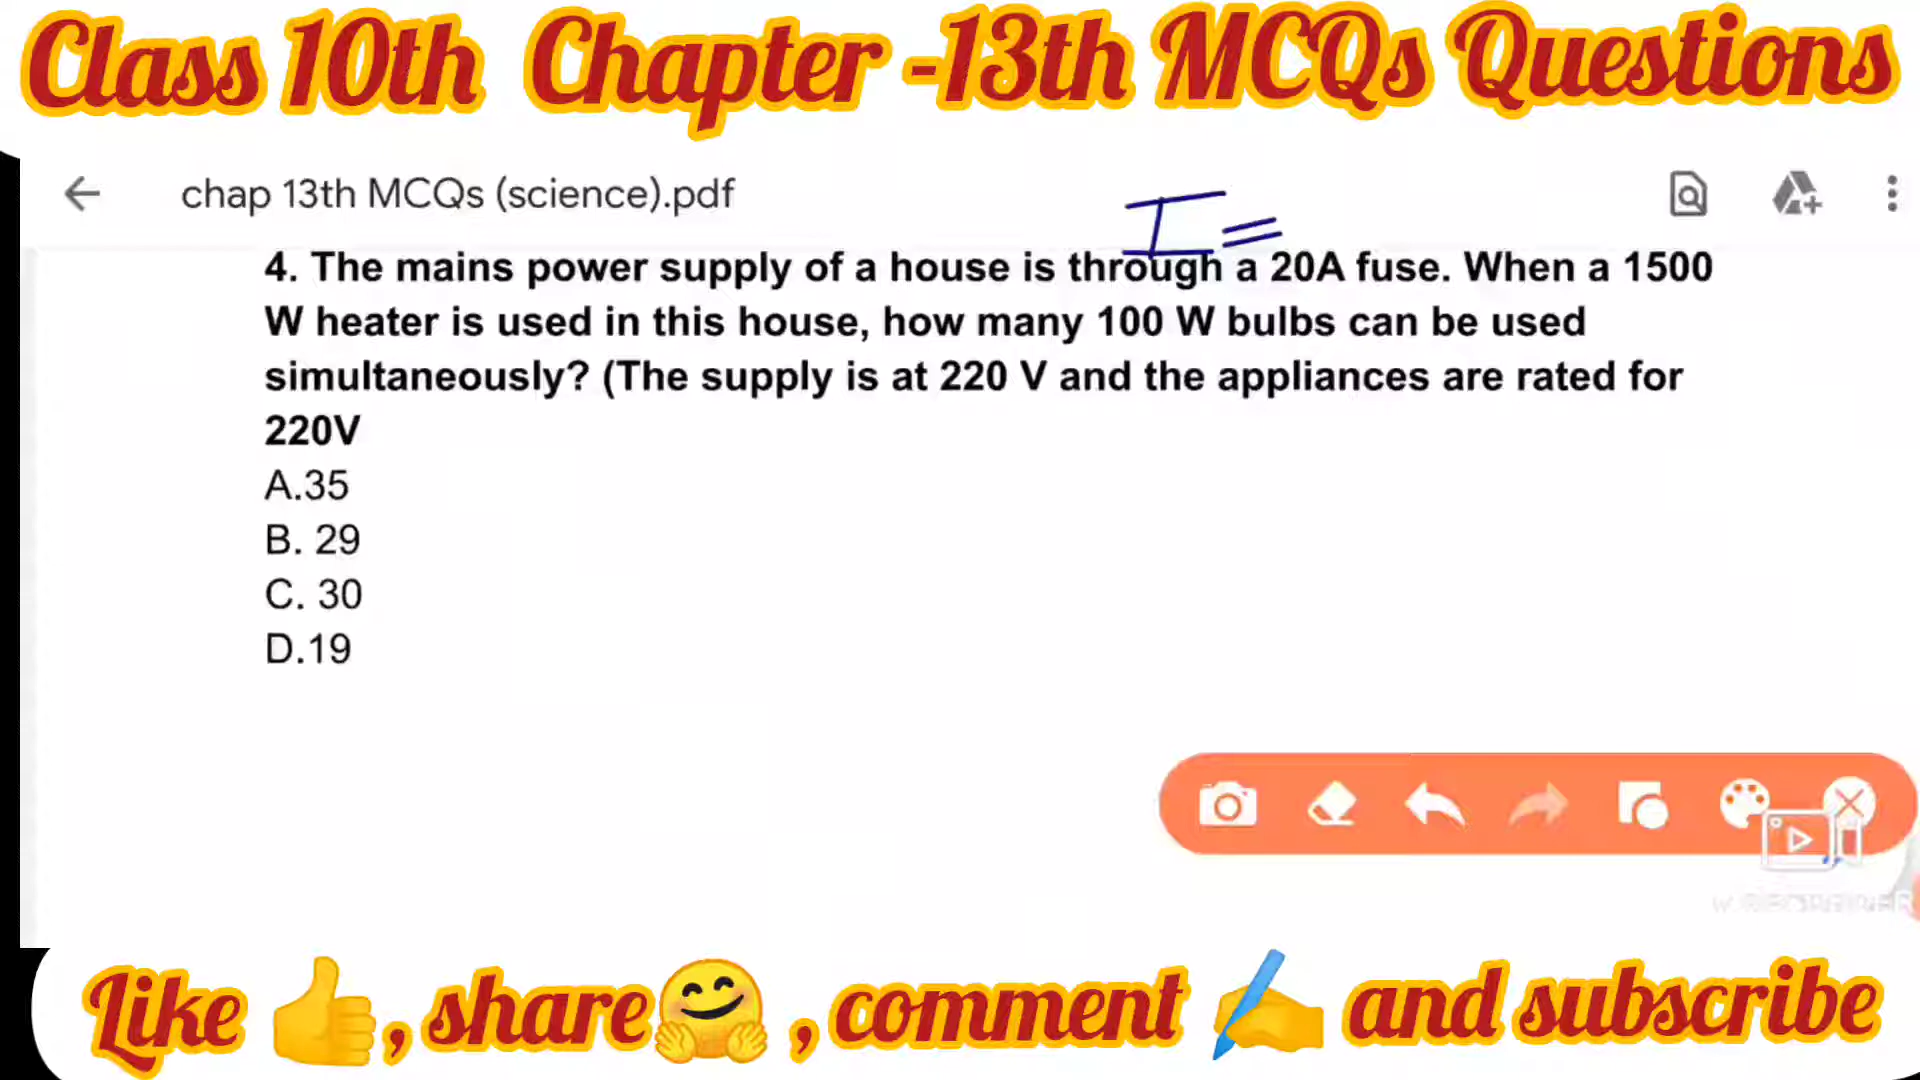 Class 10th Chapter -13th MCQs Questions
chap 13th MCQs (science).pdf
I=
4. The mains power supply of a house is through a 20A fuse. When a 1500
W heater is used in this house, how many 100 W bulbs can be used
simultaneously? (The supply is at 220 V and the appliances are rated for
220V
A.35
B. 29
C. 30
D.19
Like 👍, share🤗, comment ✍️ and subscribe